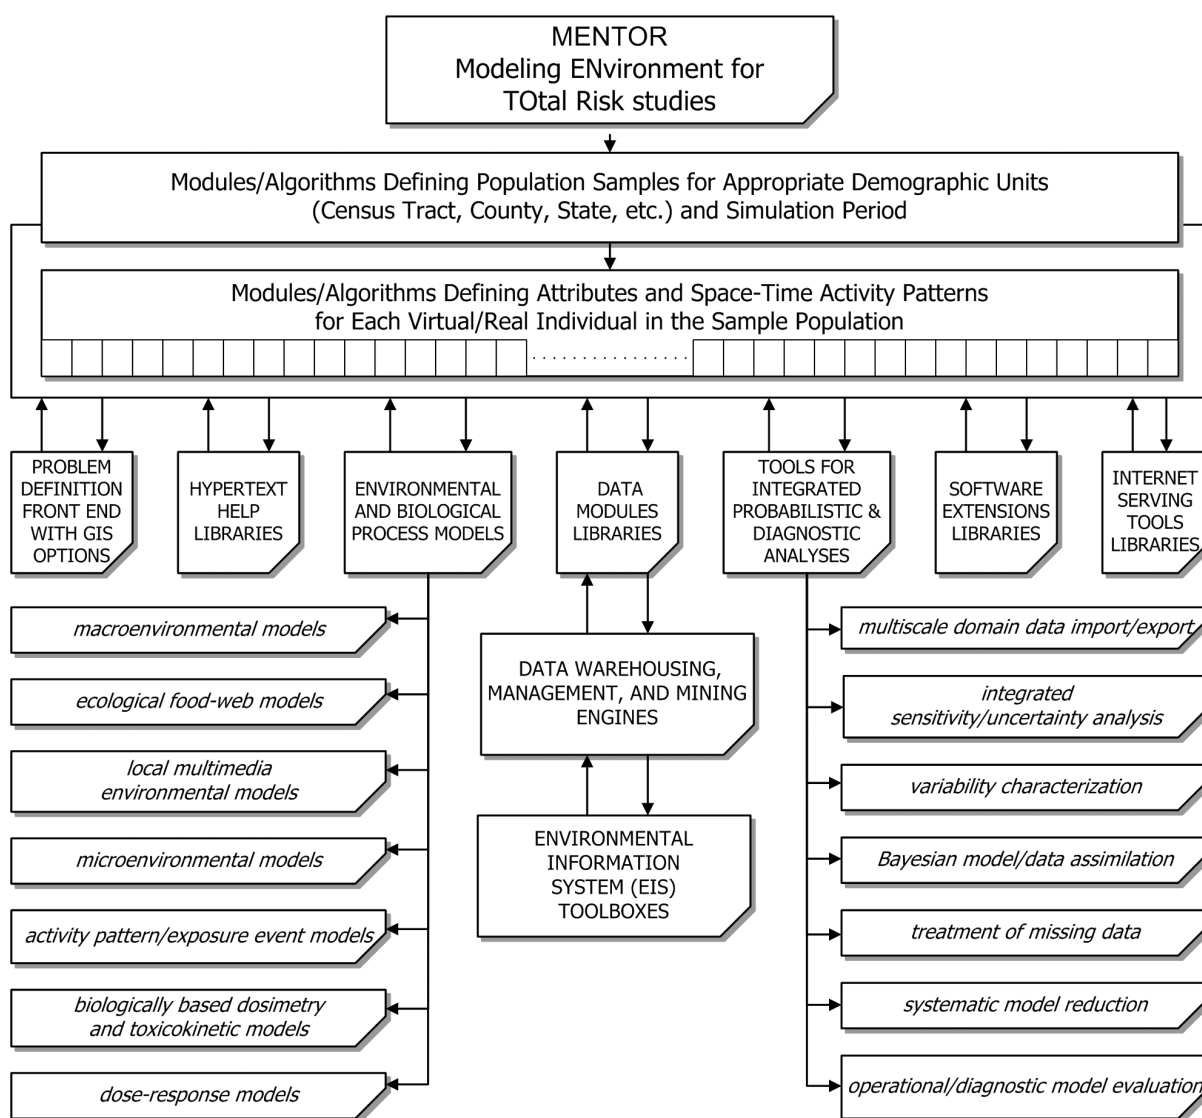 MENTOR
Modeling ENvironment for
TOtal Risk studies
Modules/Algorithms Defining Population Samples for Appropriate Demographic Units
(Census Tract, County, State, etc.) and Simulation Period
Modules/Algorithms Defining Attributes and Space-Time Activity Patterns
for Each Virtual/Real Individual in the Sample Population
PROBLEM
DEFINITION
FRONT END
WITH GIS
OPTIONS
HYPERTEXT
HELP
LIBRARIES
ENVIRONMENTAL
AND BIOLOGICAL
PROCESS MODELS
DATA
MODULES
LIBRARIES
TOOLS FOR
INTEGRATED
PROBABILISTIC &
DIAGNOSTIC
ANALYSES
SOFTWARE
EXTENSIONS
LIBRARIES
INTERNET
SERVING
TOOLS
LIBRARIES
macroenvironmental models
ecological food-web models
local multimedia
environmental models
microenvironmental models
activity pattern/exposure event models
biologically based dosimetry
and toxicokinetic models
dose-response models
DATA WAREHOUSING,
MANAGEMENT, AND MINING
ENGINES
ENVIRONMENTAL
INFORMATION
SYSTEM (EIS)
TOOLBOXES
multiscale domain data import/export
integrated
sensitivity/uncertainty analysis
variability characterization
Bayesian model/data assimilation
treatment of missing data
systematic model reduction
operational/diagnostic model evaluation